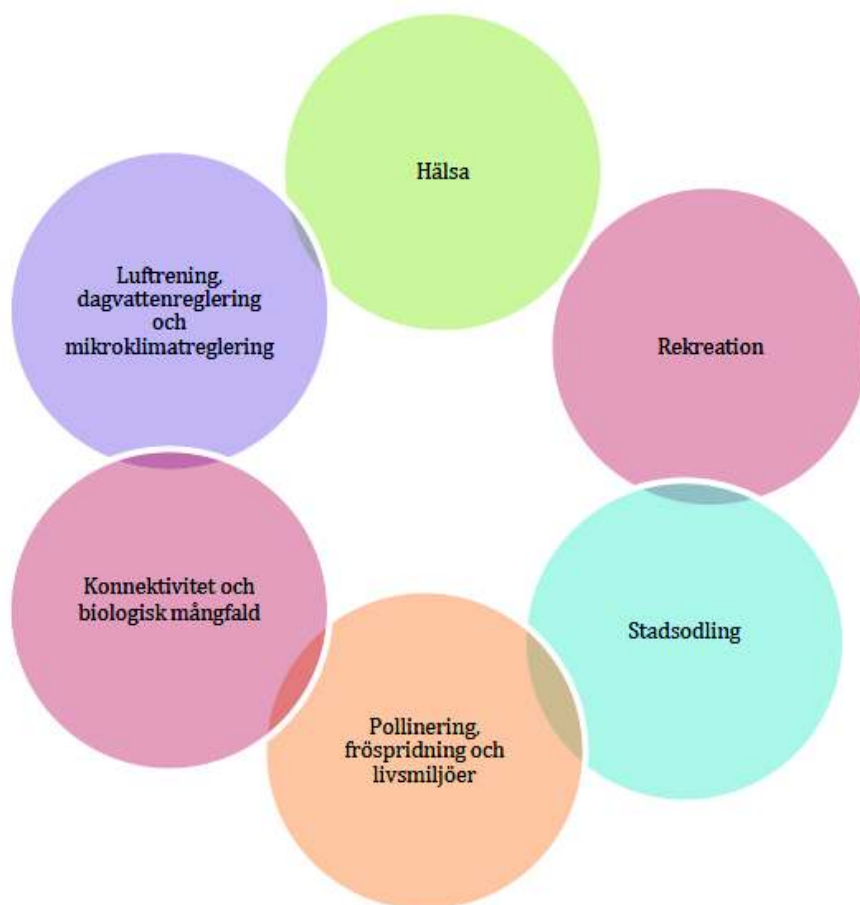 Hälsa
Rekreation
Stadsodling
Pollinering,
fröspridning och
livsmiljöer
Konnektivitet och
biologisk mångfald
Luftrening,
dagvattenreglering
och
mikroklimatreglering